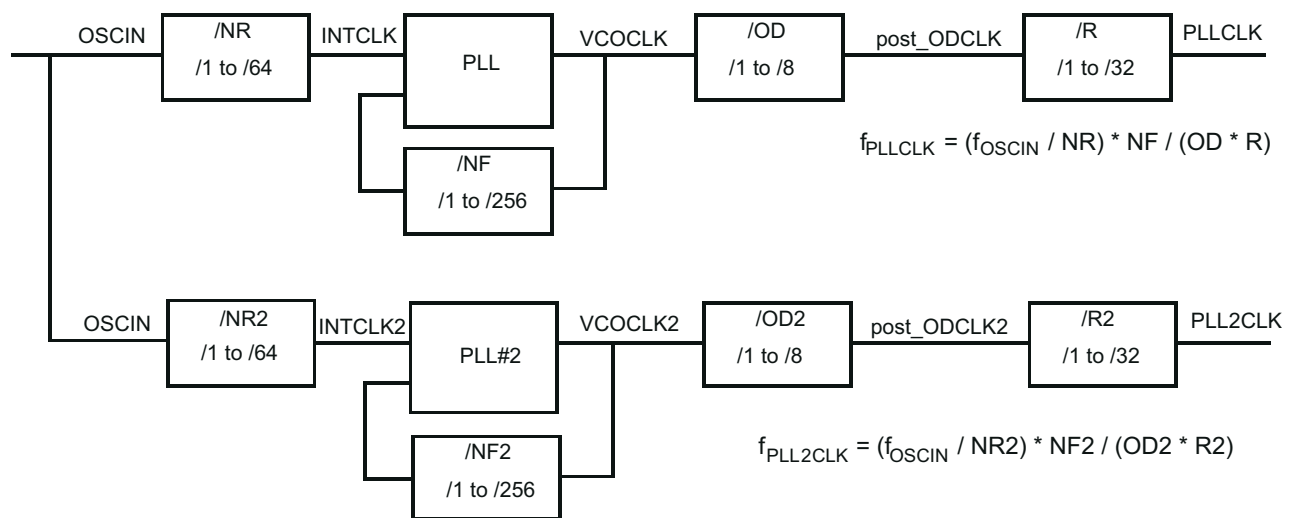 OSCIN
/NR
/1 to /64
INTCLK
PLL
VCOCLK
/OD
/1 to /8
post_ODCLK
/R
/1 to /32
PLLCLK
/NF
/1 to /256
fPLLCLK = (fOSCIN / NR) * NF / (OD * R)
OSCIN
/NR2
/1 to /64
INTCLK2
PLL#2
VCOCLK2
/OD2
/1 to /8
post_ODCLK2
/R2
/1 to /32
PLL2CLK
/NF2
/1 to /256
fPLL2CLK = (fOSCIN / NR2) * NF2 / (OD2 * R2)